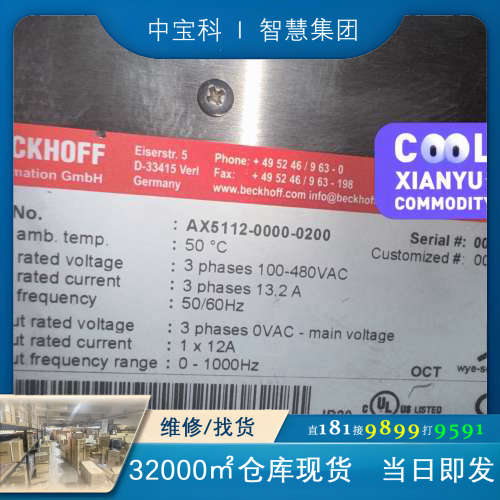 中宝科 | 智慧集团
CKHOFF
mation GmbH
Eiserstr. 5
D-33415 Verl
Germany
Phone: + 49 52 46 / 9 63 - 0
Fax: + 49 52 46 / 9 63 - 198
www.beckhoff.com info@beckhoff
COOL
XIANYU
COMMODITY
No. : AX5112-0000-0200
Serial #: 00
amb. temp. : 50 °C
Customized #: 00
rated voltage : 3 phases 100-480VAC
rated current : 3 phases 13,2 A
frequency : 50/60Hz
ut rated voltage : 3 phases 0VAC - main voltage
ut rated current : 1 x 12A
ut frequency range : 0 - 1000Hz
OCT
wye-so
IP20
c UL US LISTED
维修/找货
直181接9899打9591
32000㎡仓库现货 当日即发